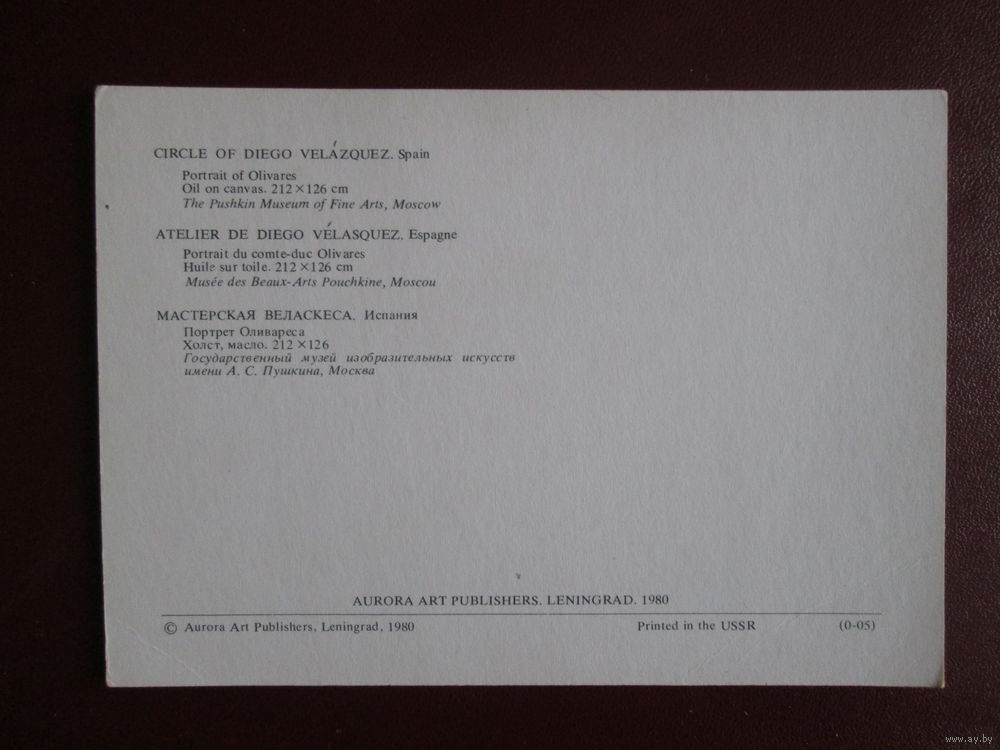 CIRCLE OF DIEGO VELÁZQUEZ. Spain
Portrait of Olivares
Oil on canvas. 212×126 cm
The Pushkin Museum of Fine Arts, Moscow
ATELIER DE DIEGO VÉLASQUEZ. Espagne
Portrait du comte-duc Olivares
Huile sur toile. 212×126 cm
Musée des Beaux-Arts Pouchkine, Moscou
МАСТЕРСКАЯ ВЕЛАСКЕСА. Испания
Портрет Оливареса
Холст, масло. 212×126
Государственный музей изобразительных искусств
имени А. С. Пушкина, Москва
AURORA ART PUBLISHERS. LENINGRAD. 1980
© Aurora Art Publishers, Leningrad, 1980 Printed in the USSR (0-05)
www.ay.by